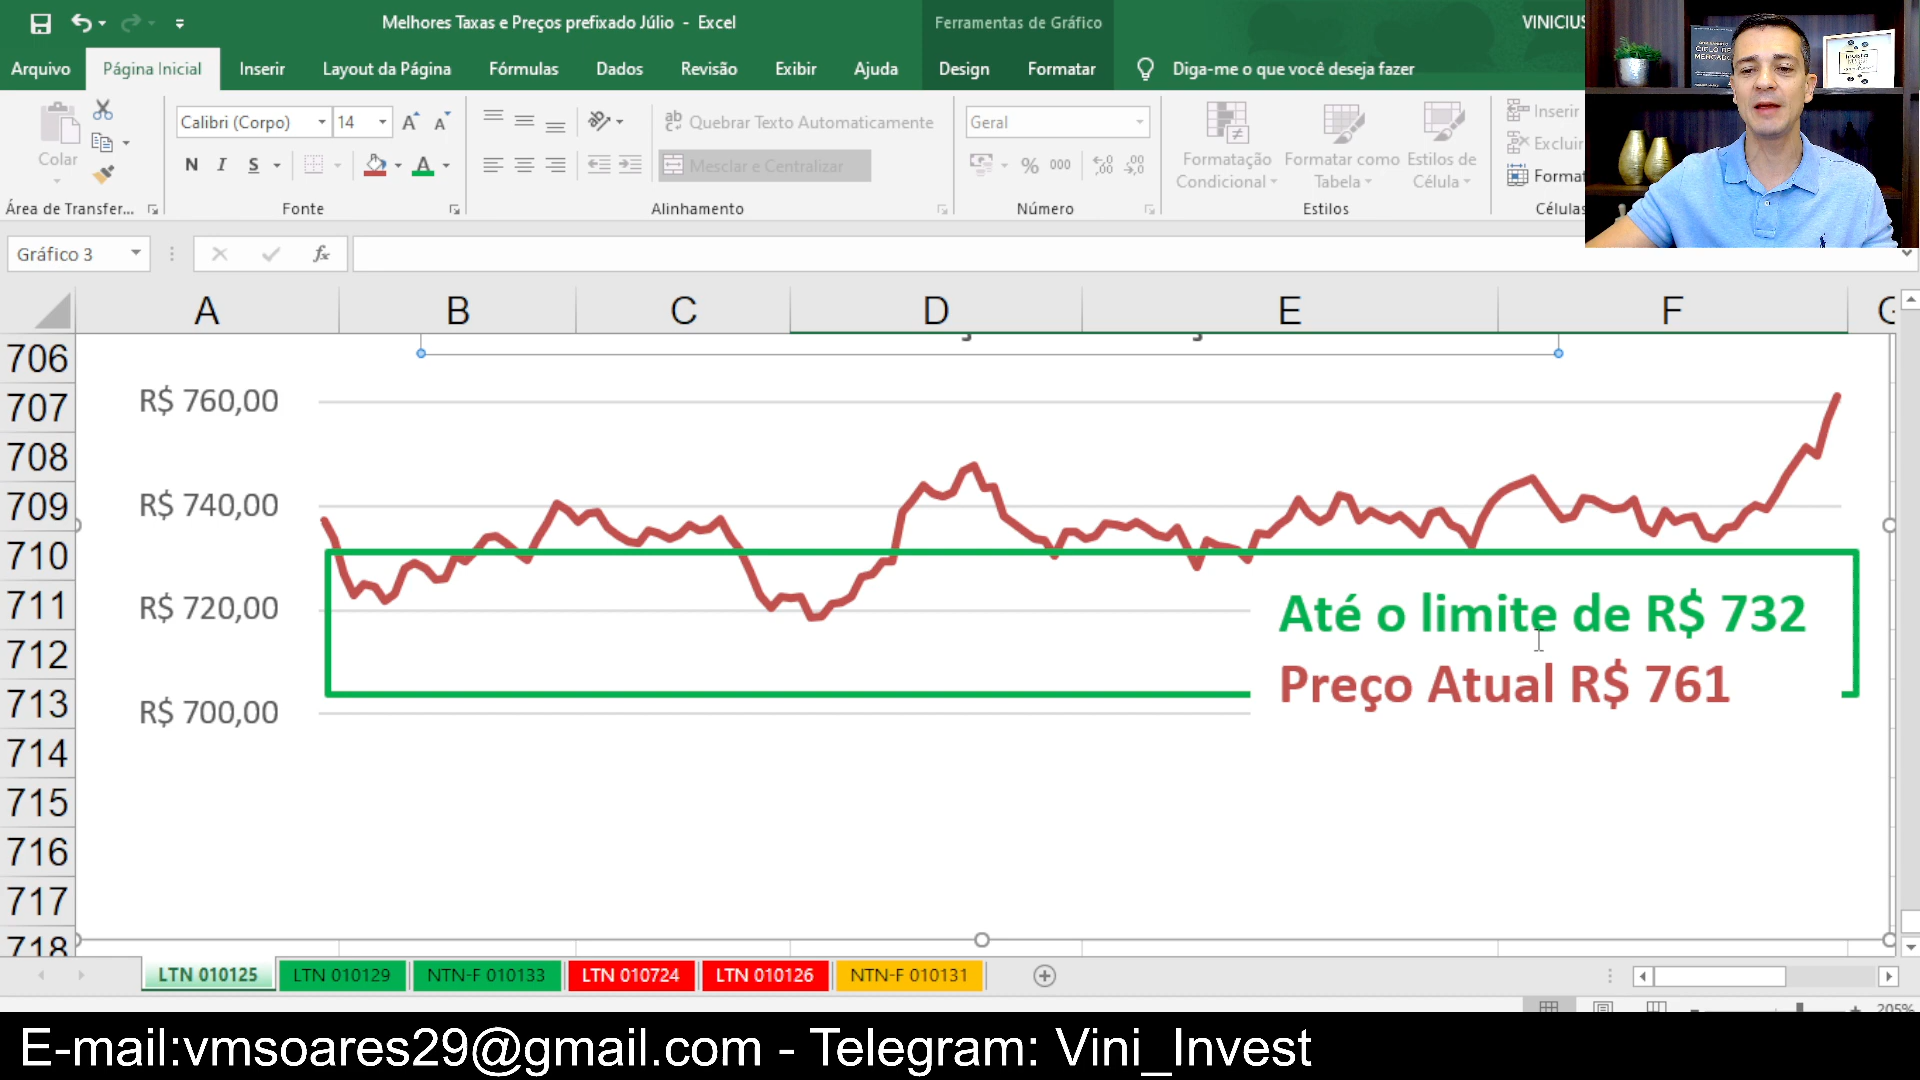 Melhores Taxas e Preços prefixado Júlio - Excel
Ferramentas de Gráfico
VINICIUS
Arquivo Página Inicial Inserir Layout da Página Fórmulas Dados Revisão Exibir Ajuda Design Formatar Diga-me o que você deseja fazer
Colar
Calibri (Corpo) 14
N I S
Quebrar Texto Automaticamente
Mesclar e Centralizar
Geral
% 000
Formatação Condicional
Formatar como Tabela
Estilos de Célula
Inserir
Excluir
Format
Área de Transfer... Fonte Alinhamento Número Estilos Células
Gráfico 3 fx
A B C D E F G
706
707
708
709
710
711
712
713
714
715
716
717
718
R$ 760,00
R$ 740,00
R$ 720,00
R$ 700,00
Até o limite de R$ 732
Preço Atual R$ 761
LTN 010125 LTN 010129 NTN-F 010133 LTN 010724 LTN 010126 NTN-F 010131
205%
E-mail:vmsoares29@gmail.com - Telegram: Vini_Invest